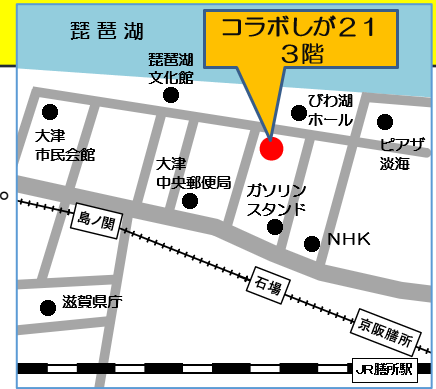 琵琶湖
コラボしが２１
３階
琵琶湖
文化館
びわ湖
ホール
大津
市民会館
ピアザ
淡海
大津
中央郵便局
ガソリン
スタンド
島ノ関
NHK
石場
滋賀県庁
京阪膳所
JR膳所駅